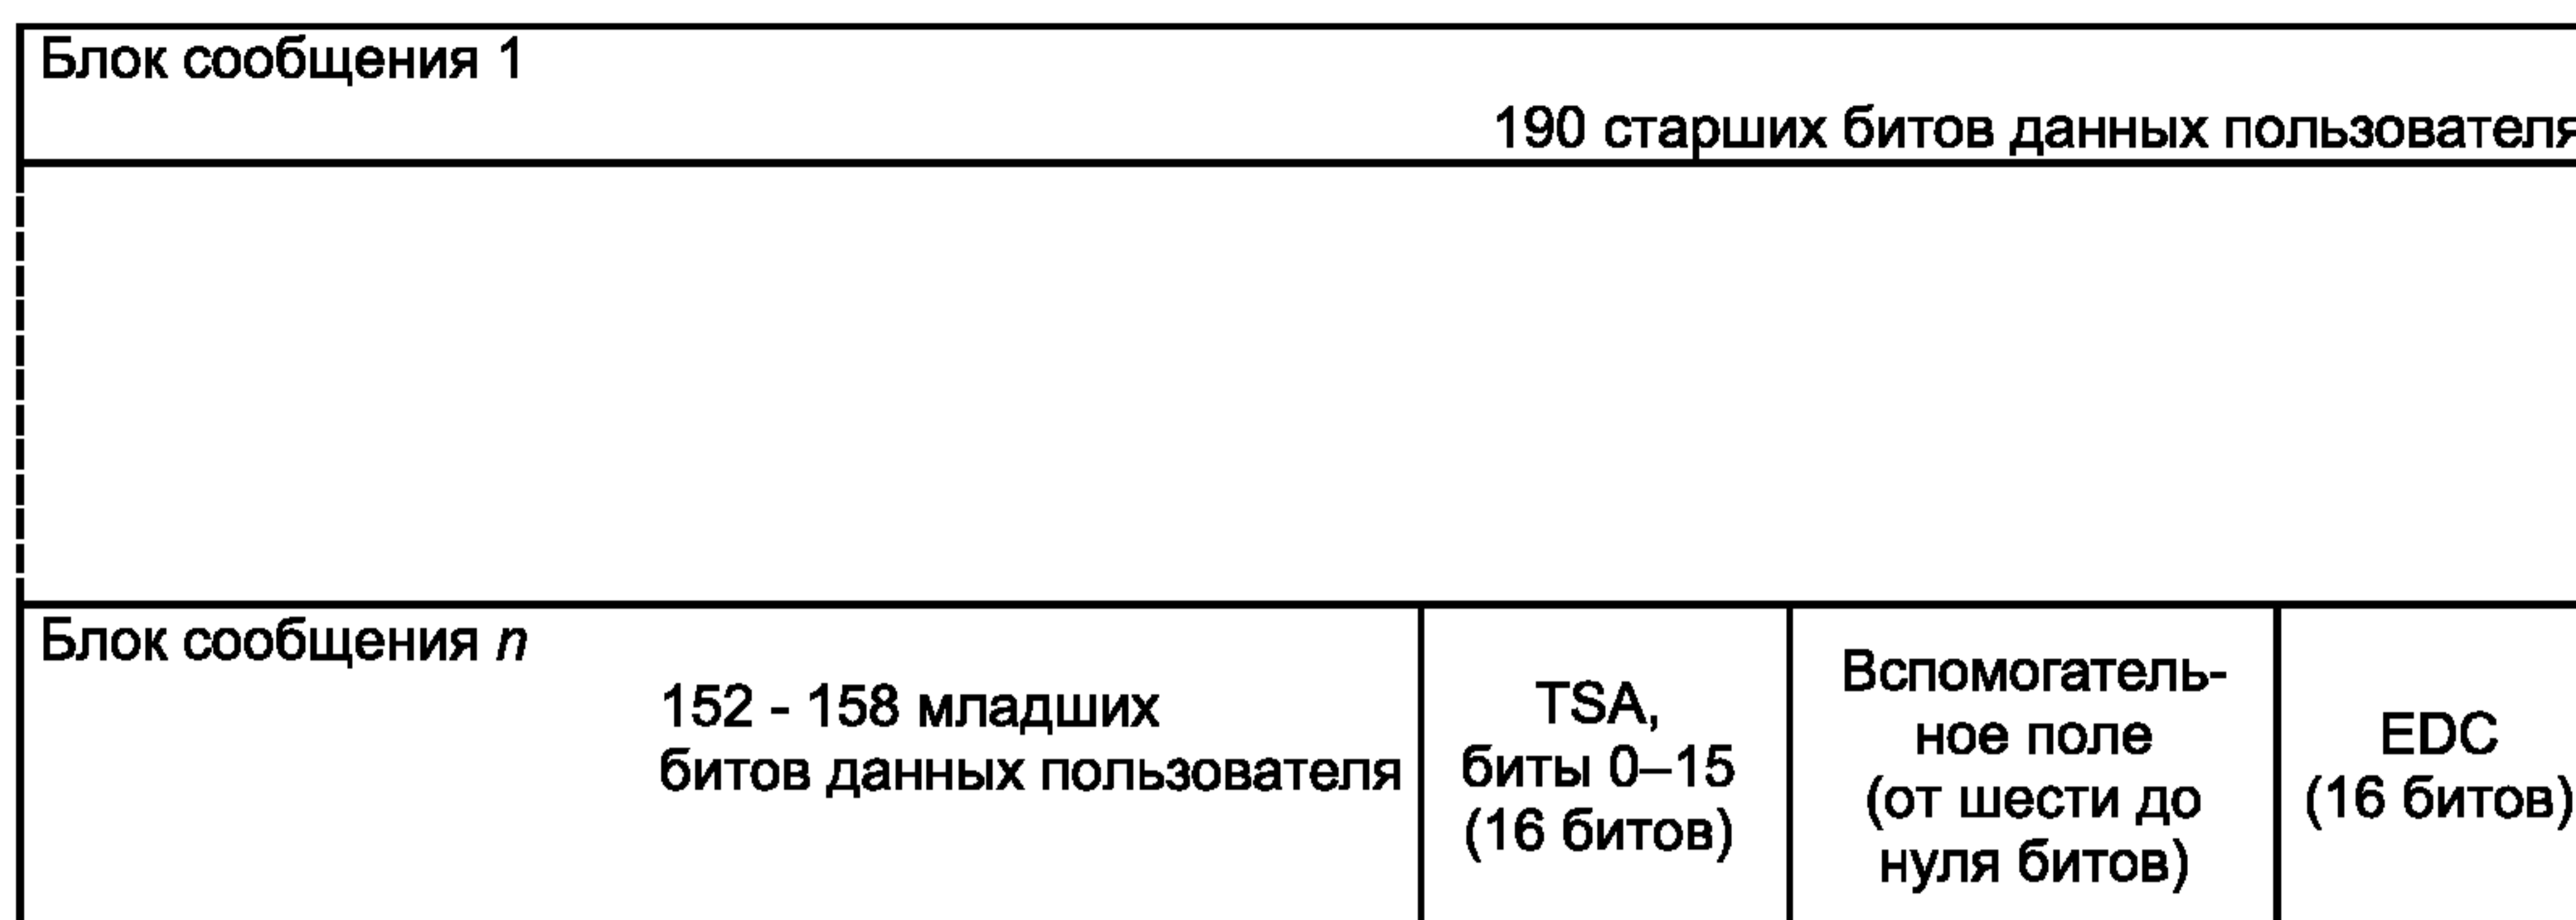 Блок сообщения 1
190 старших битов данных пользователя
Блок сообщения n
152 - 158 младших
битов данных пользователя
TSA,
биты 0–15
(16 битов)
Вспомогатель-
ное поле
(от шести до
нуля битов)
EDC
(16 битов)